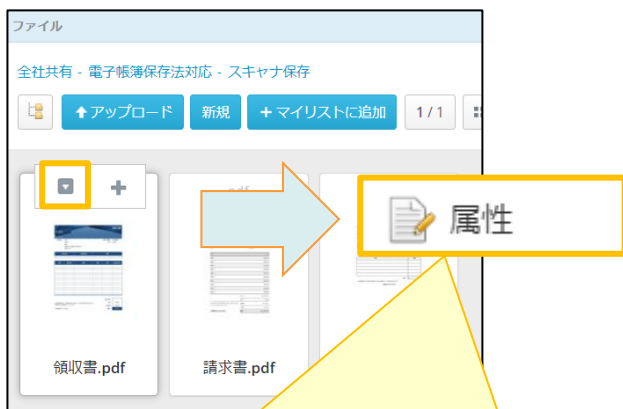 ファイル
全社共有 - 電子帳簿保存法対応 - スキャナ保存
アップロード 新規 + マイリストに追加 1 / 1
属性
領収書.pdf 請求書.pdf